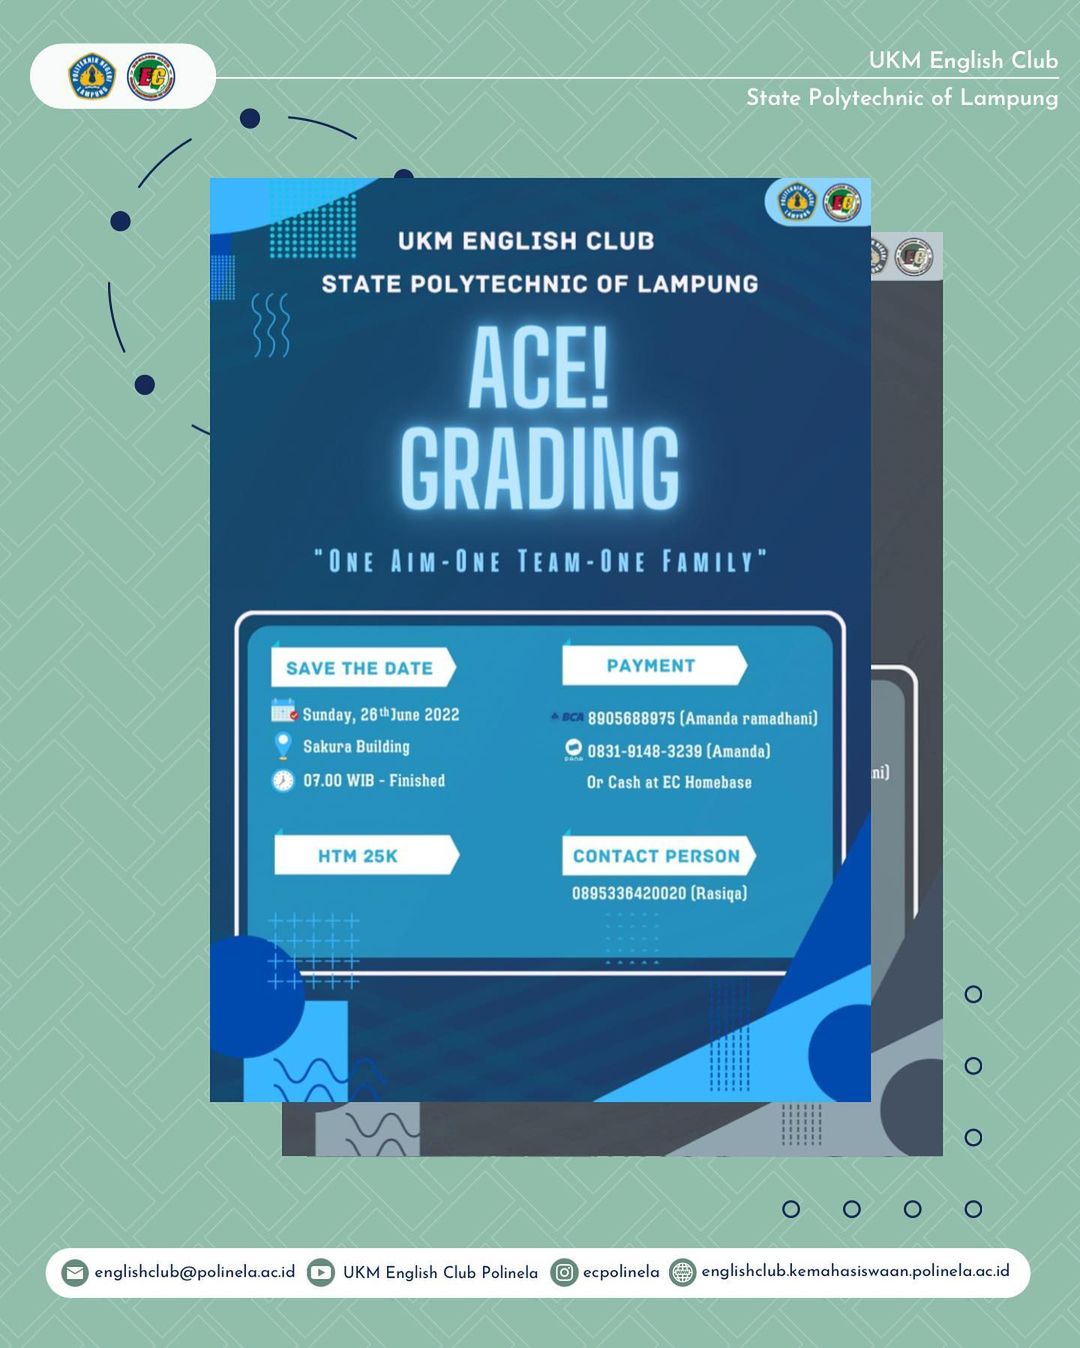 UKM English Club
State Polytechnic of Lampung
UKM ENGLISH CLUB
STATE POLYTECHNIC OF LAMPUNG
ACE!
GRADING
"One Aim-One Team-One Family"
SAVE THE DATE
Sunday, 26th June 2022
Sakura Building
07.00 WIB - Finished
HTM 25K
PAYMENT
BCA 8905688975 (Amanda ramadhani)
DANA 0831-9148-3239 (Amanda)
Or Cash at EC Homebase
CONTACT PERSON
0895336420020 (Rasiqa)
ni)
englishclub@polinela.ac.id
UKM English Club Polinela
ecpolinela
englishclub.kemahasiswaan.polinela.ac.id